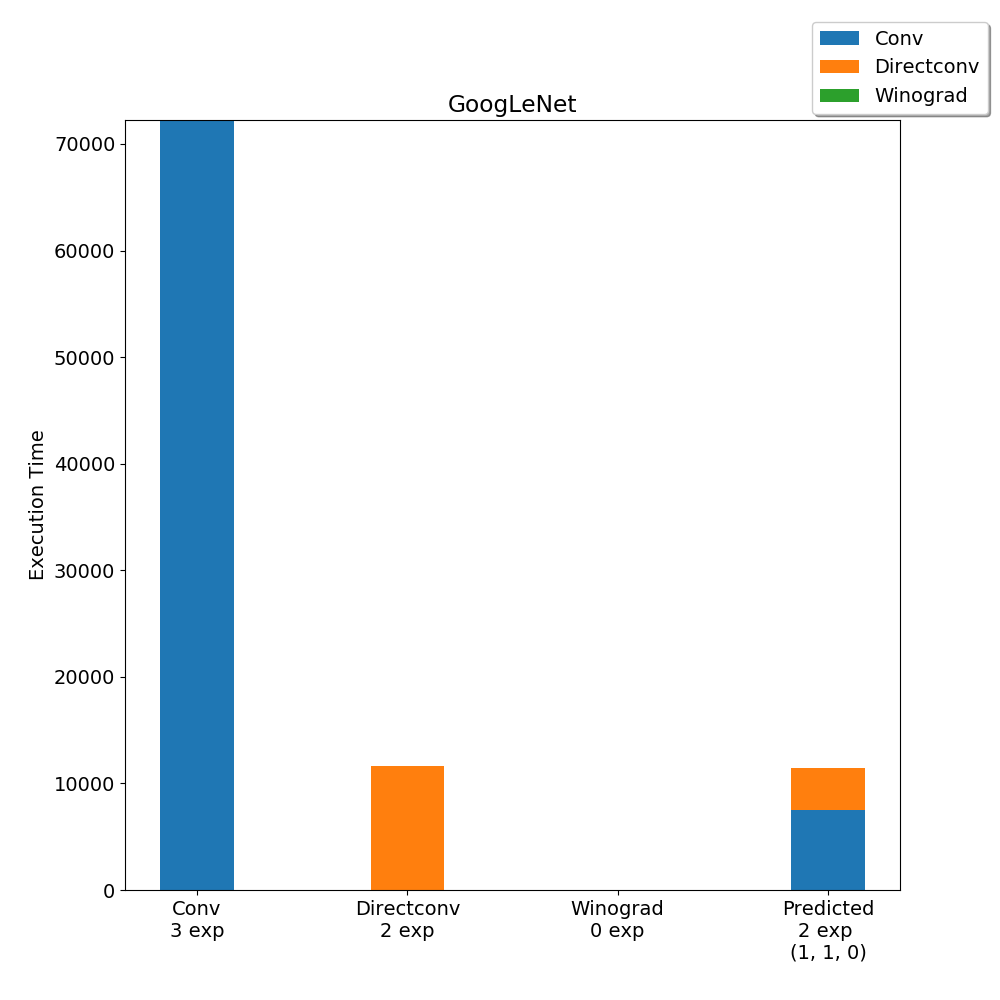 Conv
Directconv
Winograd
GoogLeNet
70000
60000
50000
40000
30000
20000
10000
0
Execution Time
Conv
3 exp
Directconv
2 exp
Winograd
0 exp
Predicted
2 exp
(1, 1, 0)